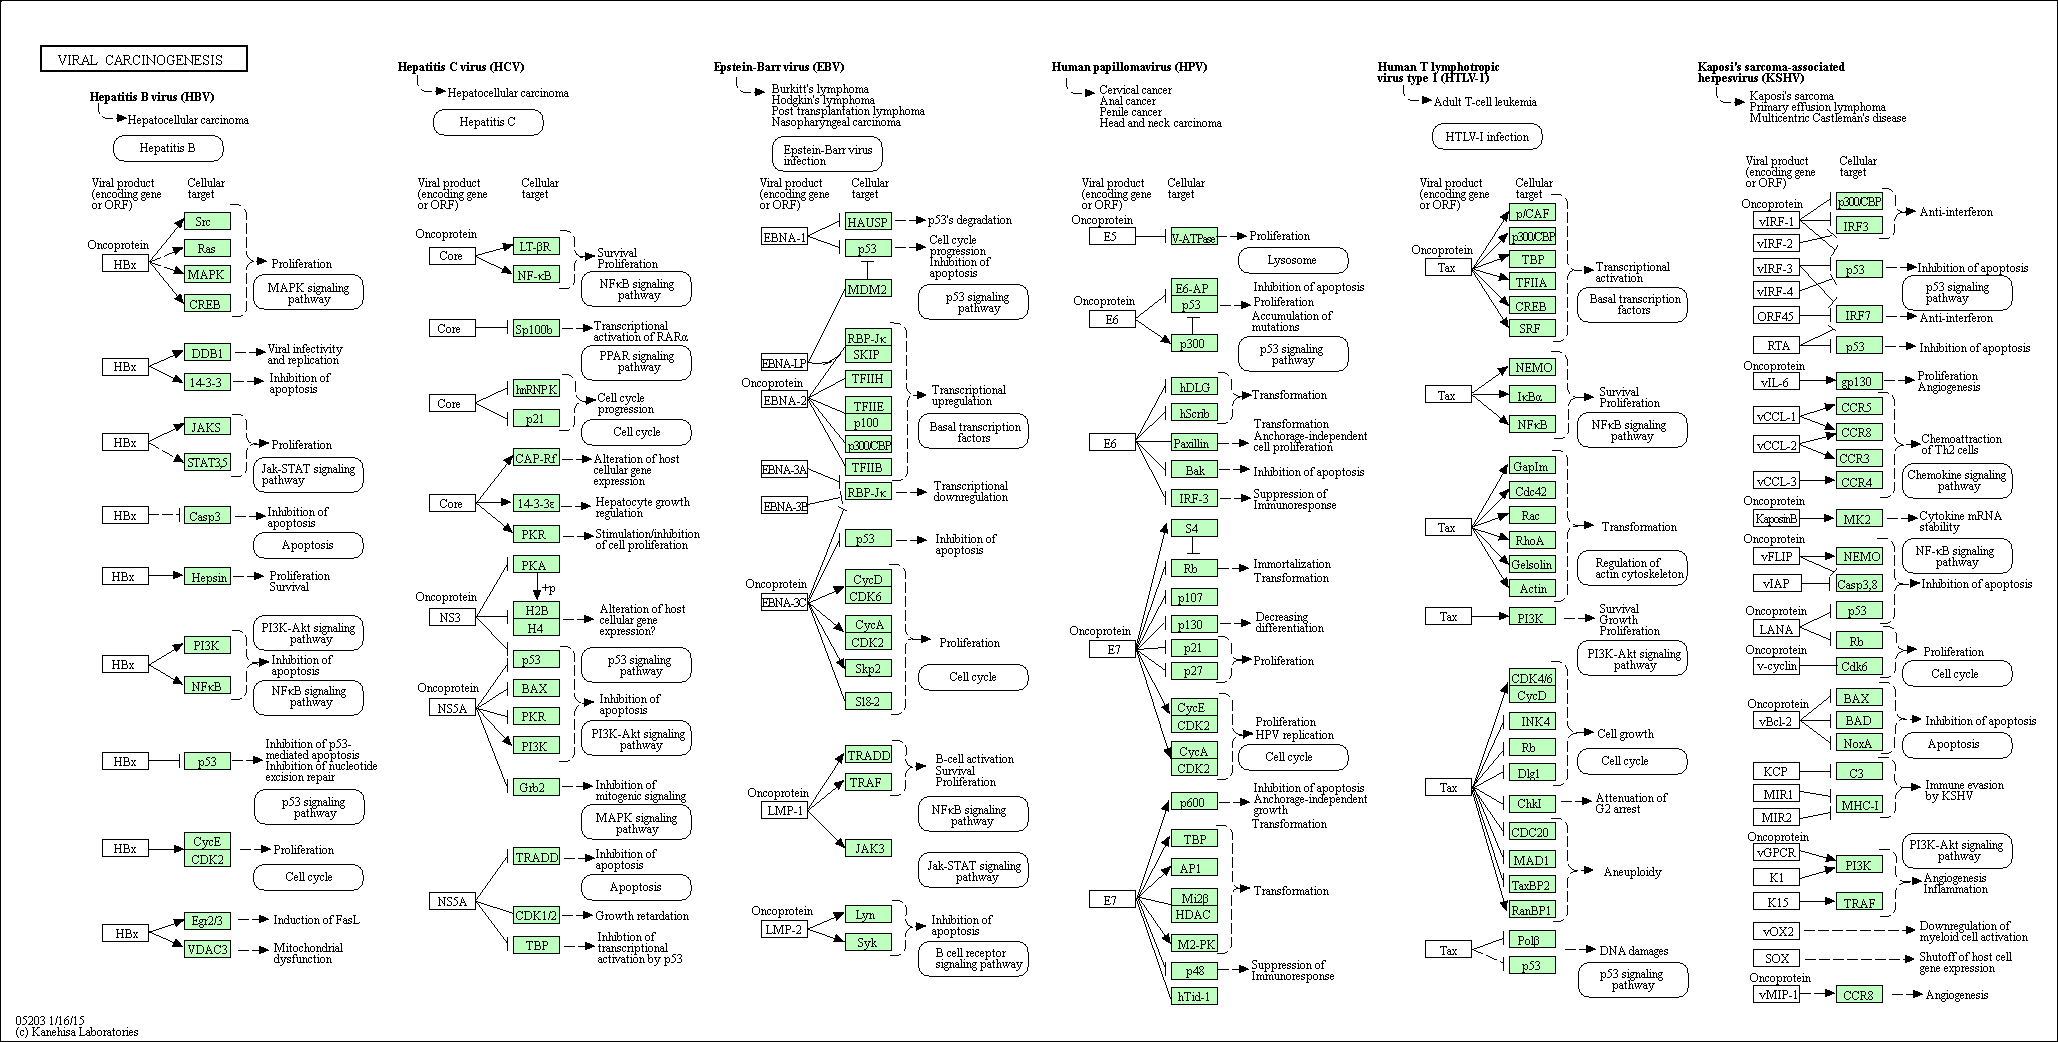 VIRAL CARCINOGENESIS
Hepatitis B virus (HBV)
Hepatocellular carcinoma
Hepatitis B
Viral product
(encoding gene
or ORF)
Cellular
target
Oncoprotein
HBx
Src
Ras
MAPK
CREB
Proliferation
MAPK signaling
pathway
HBx
DDB1
14-3-3
Viral infectivity
and replication
Inhibition of
apoptosis
HBx
JAKS
STAT3,5
Proliferation
Jak-STAT signaling
pathway
HBx
Casp3
Inhibition of
apoptosis
Apoptosis
HBx
Hepsin
Proliferation
Survival
PI3K-Akt signaling
pathway
HBx
PI3K
NFκB
Inhibition of
apoptosis
NFκB signaling
pathway
HBx
p53
Inhibition of p53-
mediated apoptosis
Inhibition of nucleotide
excision repair
p53 signaling
pathway
HBx
CycE
CDK2
Proliferation
Cell cycle
HBx
Egr2/3
VDAC3
Induction of FasL
Mitochondrial
dysfunction
Hepatitis C virus (HCV)
Hepatocellular carcinoma
Hepatitis C
Viral product
(encoding gene
or ORF)
Cellular
target
Oncoprotein
Core
LT-βR
NF-κB
Survival
Proliferation
NFκB signaling
pathway
Core
Sp100b
Transcriptional
activation of RARα
PPAR signaling
pathway
Core
hnRNPK
p21
Cell cycle
progression
Cell cycle
Core
CAP-Rf
14-3-3ε
PKR
Alteration of host
cellular gene
expression
Hepatocyte growth
regulation
Stimulation/inhibition
of cell proliferation
Oncoprotein
NS3
PKA
+p
H2B
H4
Alteration of host
cellular gene
expression?
p53
p53 signaling
pathway
Oncoprotein
NS5A
BAX
PKR
PI3K
Inhibition of
apoptosis
PI3K-Akt signaling
pathway
Grb2
Inhibition of
mitogenic signaling
MAPK signaling
pathway
NS5A
TRADD
CDK1/2
TBP
Inhibition of
apoptosis
Apoptosis
Growth retardation
Inhibition of
transcriptional
activation by p53
Epstein-Barr virus (EBV)
Burkitt's lymphoma
Hodgkin's lymphoma
Post transplantation lymphoma
Nasopharyngeal carcinoma
Epstein-Barr virus
infection
Viral product
(encoding gene
or ORF)
Cellular
target
EBNA-1
HAUSP
p53
MDM2
p53's degradation
Cell cycle
progression
Inhibition of
apoptosis
p53 signaling
pathway
EBNA-LP
Oncoprotein
EBNA-2
RBP-Jκ
SKIP
TFIIH
TFIIE
p100
p300/CBP
TFIIB
Transcriptional
upregulation
Basal transcription
factors
EBNA-3A
EBNA-3B
RBP-Jκ
Transcriptional
downregulation
p53
Inhibition of
apoptosis
Oncoprotein
EBNA-3C
CycD
CDK6
CycA
CDK2
Skp2
S18-2
Proliferation
Cell cycle
Oncoprotein
LMP-1
TRADD
TRAF
JAK3
B-cell activation
Survival
Proliferation
NFκB signaling
pathway
Jak-STAT signaling
pathway
Oncoprotein
LMP-2
Lyn
Syk
Inhibition of
apoptosis
B cell receptor
signaling pathway
Human papillomavirus (HPV)
Cervical cancer
Anal cancer
Penile cancer
Head and neck carcinoma
Viral product
(encoding gene
or ORF)
Cellular
target
Oncoprotein
E5
V-ATPase
Proliferation
Lysosome
Oncoprotein
E6
E6-AP
p53
p300
Inhibition of apoptosis
Proliferation
Accumulation of
mutations
p53 signaling
pathway
E6
hDLG
hScrib
Paxillin
Bak
IRF-3
Transformation
Transformation
Anchorage-independent
cell proliferation
Inhibition of apoptosis
Suppression of
Immunoresponse
Oncoprotein
E7
S4
Rb
p107
p130
p21
p27
CycE
CDK2
CycA
CDK2
Immortalization
Transformation
Decreasing
differentiation
Proliferation
Proliferation
HPV replication
Cell cycle
E7
p600
TBP
AP1
Mi2β
HDAC
M2-PK
p48
hTid-1
Inhibition of apoptosis
Anchorage-independent
growth
Transformation
Transformation
Suppression of
Immunoresponse
Human T lymphotropic
virus type 1 (HTLV-1)
Adult T-cell leukemia
HTLV-I infection
Viral product
(encoding gene
or ORF)
Cellular
target
Oncoprotein
Tax
p/CAF
p300/CBP
TBP
TFIIA
CREB
SRF
Transcriptional
activation
Basal transcription
factors
Tax
NEMO
IκBα
NFκB
Survival
Proliferation
NFκB signaling
pathway
Tax
GapIm
Cdc42
Rac
RhoA
Gelsolin
Actin
Transformation
Regulation of
actin cytoskeleton
Tax
PI3K
Survival
Growth
Proliferation
PI3K-Akt signaling
pathway
Tax
CDK4/6
CycD
INK4
Rb
Dlg1
ChkI
CDC20
MAD1
TaxBP2
RanBP1
Cell growth
Cell cycle
Attenuation of
G2 arrest
Aneuploidy
Tax
Polβ
p53
DNA damages
p53 signaling
pathway
Kaposi's sarcoma-associated
herpesvirus (KSHV)
Kaposi's sarcoma
Primary effusion lymphoma
Multicentric Castleman's disease
Viral product
(encoding gene
or ORF)
Cellular
target
Oncoprotein
vIRF-1
vIRF-2
vIRF-3
vIRF-4
ORF45
RTA
p300/CBP
IRF3
p53
IRF7
p53
Anti-interferon
Inhibition of apoptosis
p53 signaling
pathway
Anti-interferon
Inhibition of apoptosis
vIL-6
gp130
Proliferation
Angiogenesis
vCCL-1
vCCL-2
vCCL-3
CCR5
CCR8
CCR3
CCR4
Chemoattraction
of Th2 cells
Chemokine signaling
pathway
Oncoprotein
KaposinB
MK2
Cytokine mRNA
stability
Oncoprotein
vFLIP
vIAP
NEMO
Casp3,8
NF-κB signaling
pathway
Inhibition of apoptosis
Oncoprotein
LANA
p53
Rb
Oncoprotein
v-cyclin
Cdk6
Proliferation
Cell cycle
Oncoprotein
vBcl-2
BAX
BAD
NoxA
Inhibition of apoptosis
Apoptosis
KCP
MIR1
MIR2
C3
MHC-I
Immune evasion
by KSHV
Oncoprotein
vGPCR
K1
K15
PI3K
TRAF
PI3K-Akt signaling
pathway
Angiogenesis
Inflammation
vOX2
Downregulation of
myeloid cell activation
SOX
Shutoff of host cell
gene expression
Oncoprotein
vMIP-1
CCR8
Angiogenesis
05203 1/16/15
(c) Kanehisa Laboratories